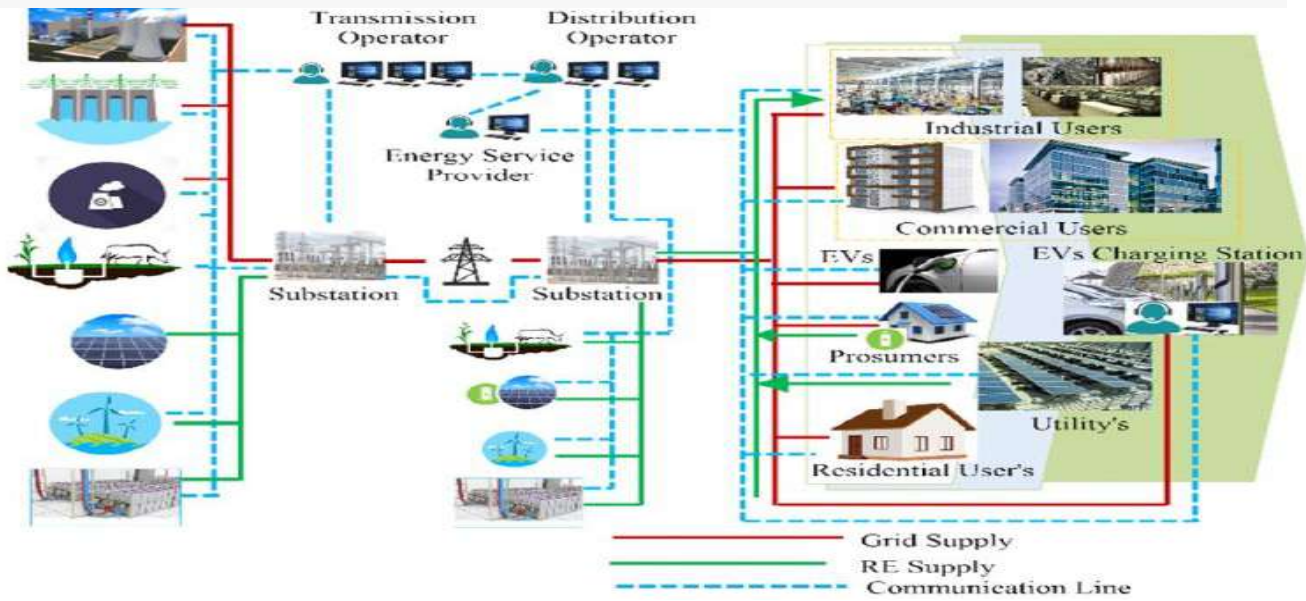 Transmission
Operator
Distribution
Operator
Energy Service
Provider
Industrial Users
Commercial Users
EVs
EVs Charging Station
Substation
Substation
Prosumers
Utility's
Residential User's
Grid Supply
RE Supply
Communication Line